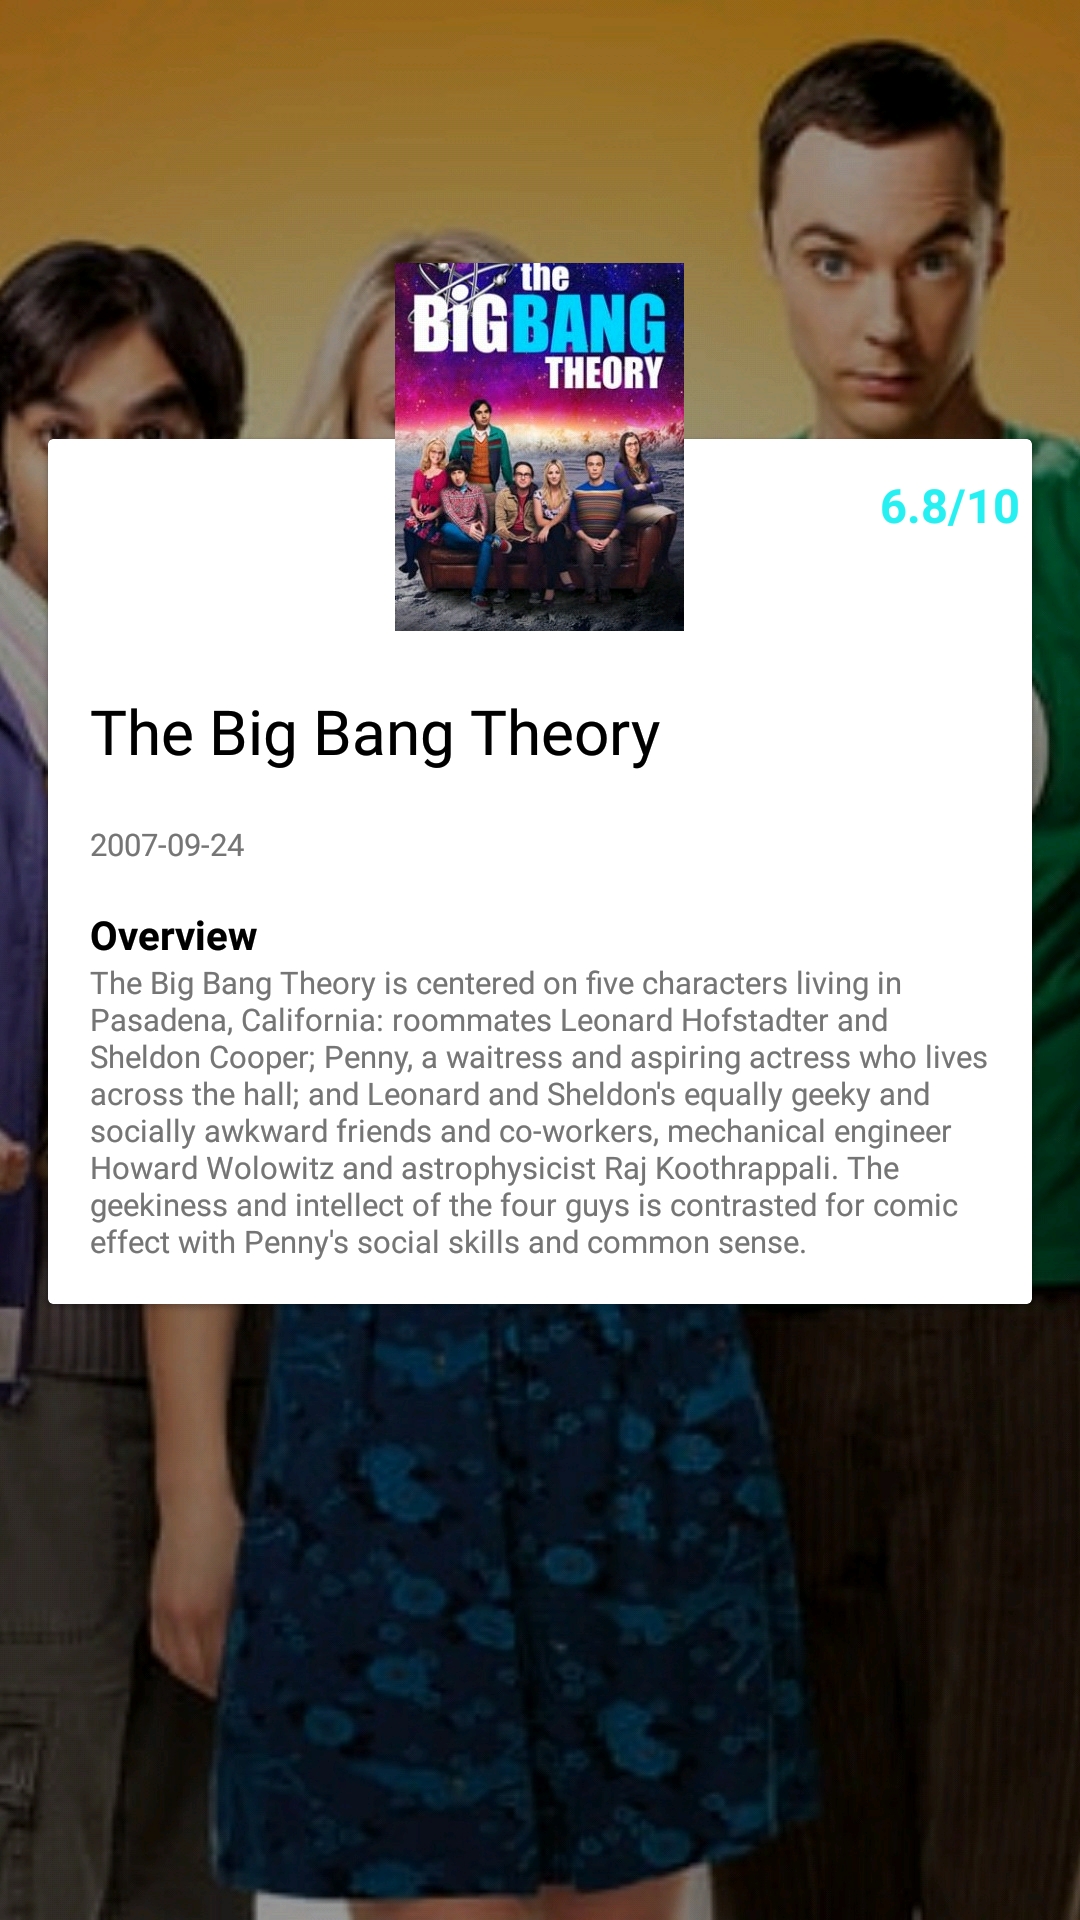 the
BiG BANG
THEORY
6.8/10
The Big Bang Theory
2007-09-24
Overview
The Big Bang Theory is centered on five characters living in
Pasadena, California: roommates Leonard Hofstadter and
Sheldon Cooper; Penny, a waitress and aspiring actress who lives
across the hall; and Leonard and Sheldon's equally geeky and
socially awkward friends and co-workers, mechanical engineer
Howard Wolowitz and astrophysicist Raj Koothrappali. The
geekiness and intellect of the four guys is contrasted for comic
effect with Penny's social skills and common sense.